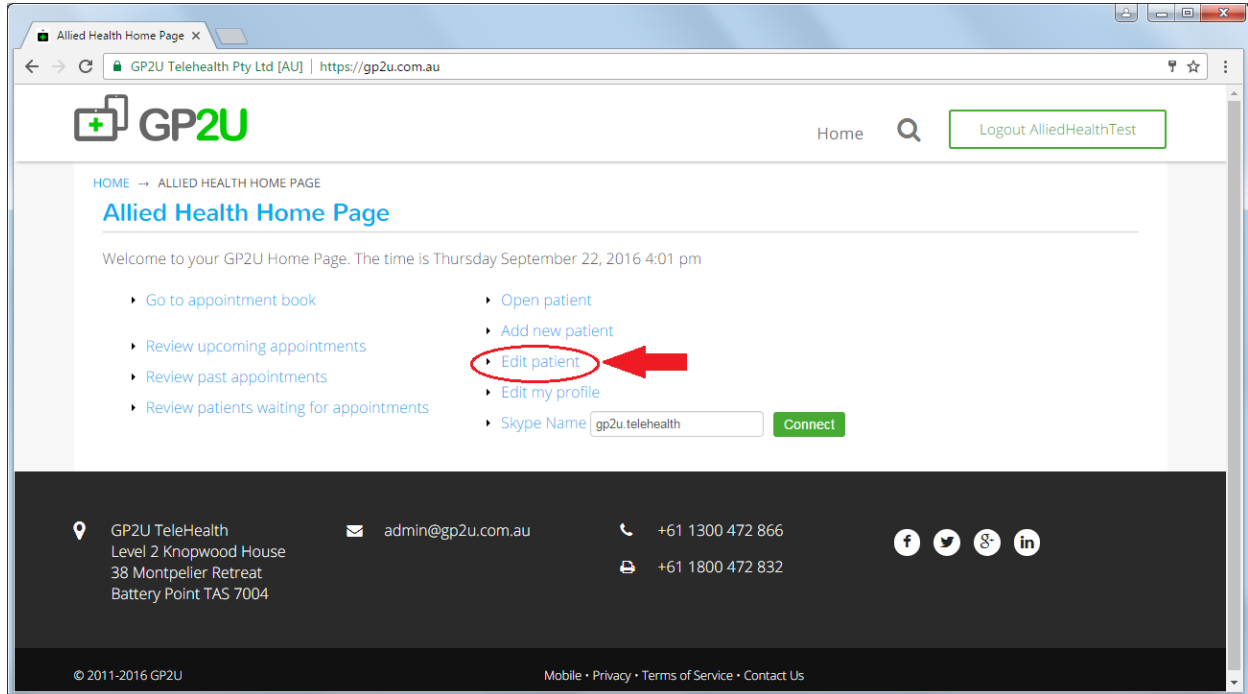 Allied Health Home Page
GP2U Telehealth Pty Ltd [AU] | https://gp2u.com.au
GP2U
Home
Logout AlliedHealthTest
HOME → ALLIED HEALTH HOME PAGE
Allied Health Home Page
Welcome to your GP2U Home Page. The time is Thursday September 22, 2016 4:01 pm
Go to appointment book
Review upcoming appointments
Review past appointments
Review patients waiting for appointments
Open patient
Add new patient
Edit patient
Edit my profile
Skype Name gp2u.telehealth Connect
GP2U TeleHealth
Level 2 Knopwood House
38 Montpelier Retreat
Battery Point TAS 7004
admin@gp2u.com.au
+61 1300 472 866
+61 1800 472 832
f g+ in
© 2011-2016 GP2U
Mobile • Privacy • Terms of Service • Contact Us